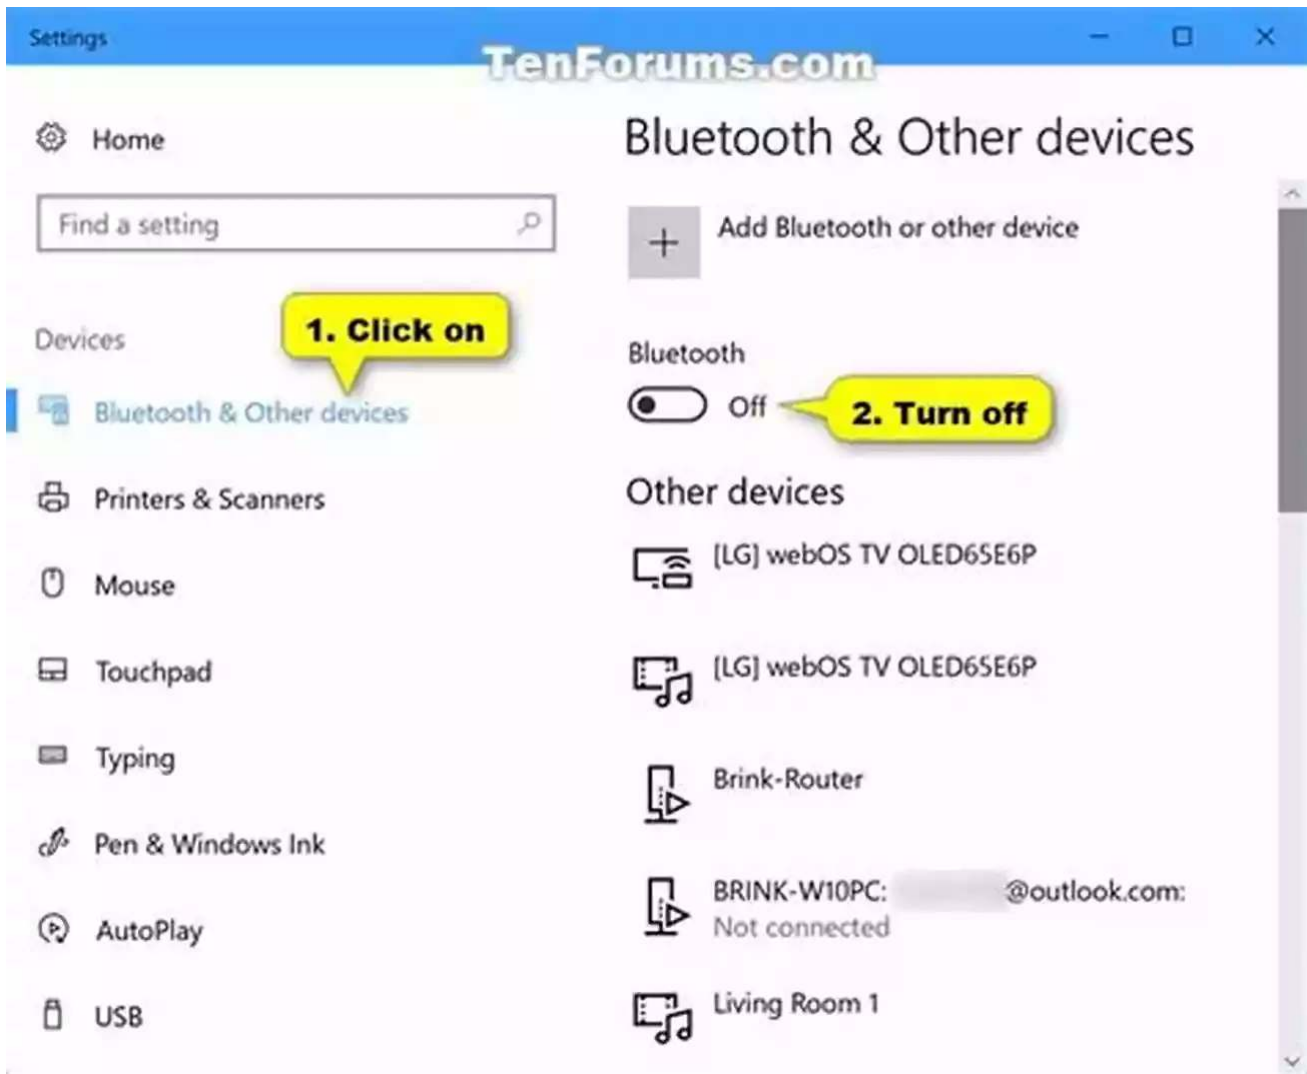 Settings
TenForums.com
Home
Find a setting
Devices
1. Click on
Bluetooth & Other devices
Printers & Scanners
Mouse
Touchpad
Typing
Pen & Windows Ink
AutoPlay
USB
Bluetooth & Other devices
Add Bluetooth or other device
Bluetooth
Off
2. Turn off
Other devices
[LG] webOS TV OLED65E6P
[LG] webOS TV OLED65E6P
Brink-Router
BRINK-W10PC: @outlook.com:
Not connected
Living Room 1